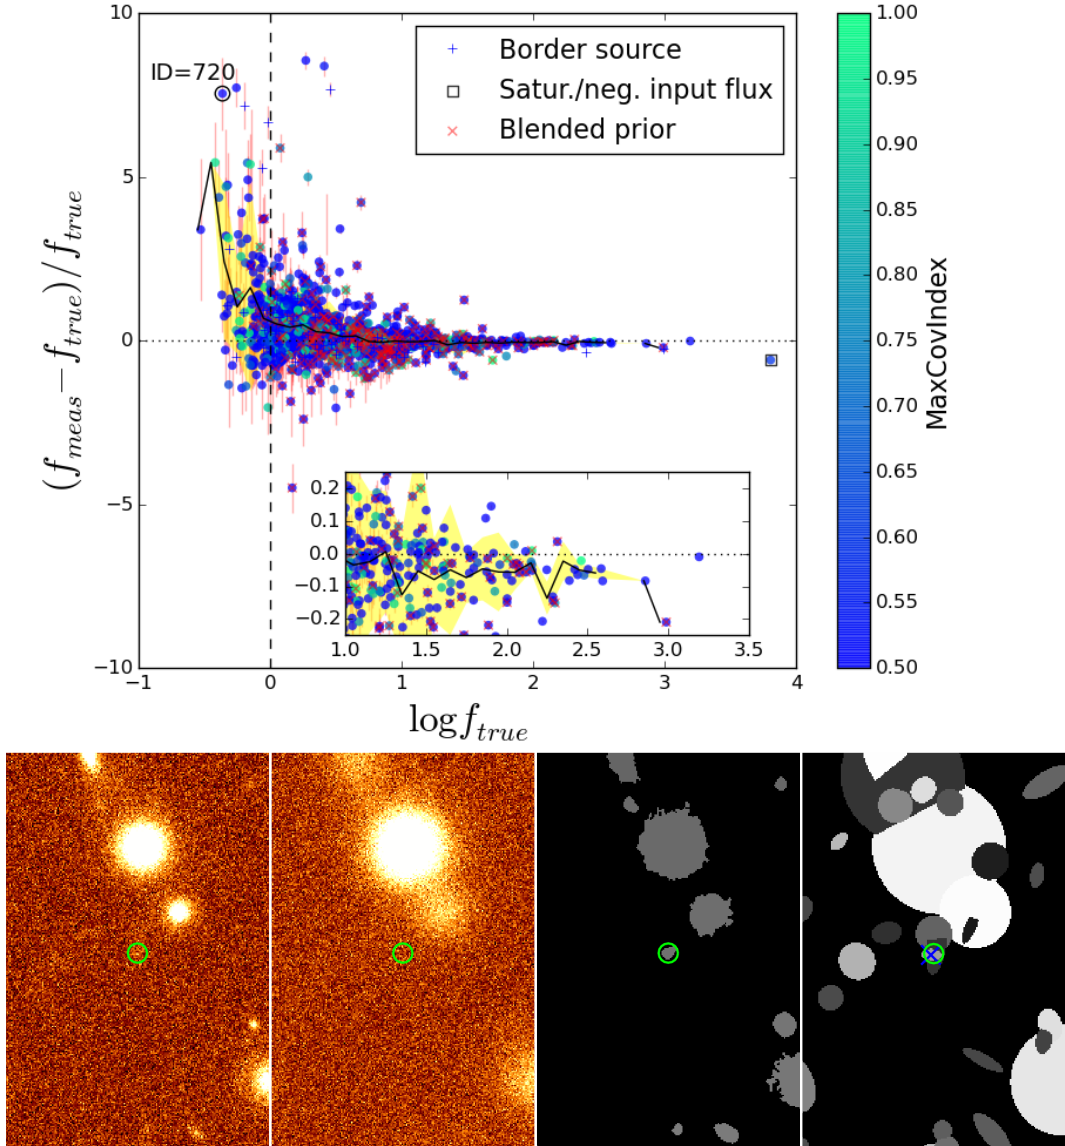 10
5
0
−5
−10
(f_meas − f_true)/f_true
ID=720
Border source
Satur./neg. input flux
Blended prior
0.2
0.1
0.0
−0.1
−0.2
1.0 1.5 2.0 2.5 3.0 3.5
−1 0 1 2 3 4
log f_true
1.00
0.95
0.90
0.85
0.80
0.75
0.70
0.65
0.60
0.55
0.50
MaxCovIndex